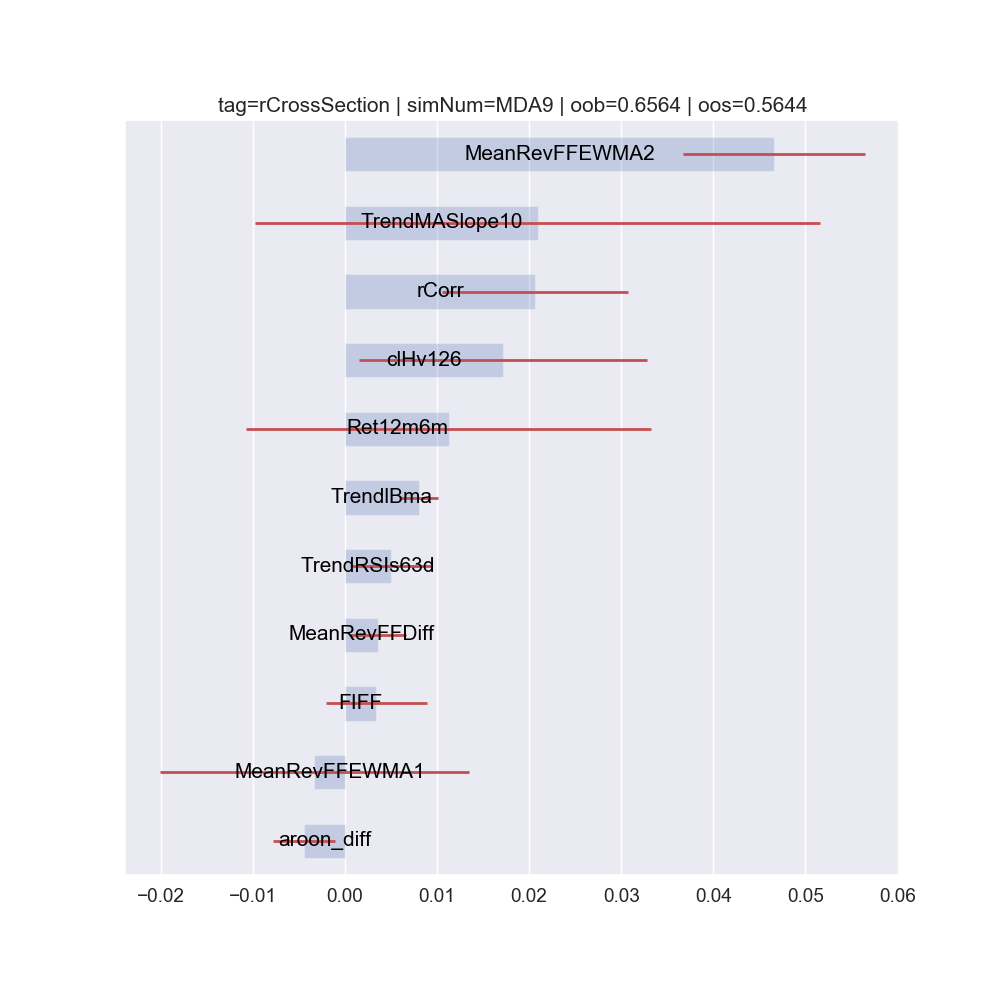 tag=rCrossSection | simNum=MDA9 | oob=0.6564 | oos=0.5644
MeanRevFFEWMA2
TrendMASlope10
rCorr
clHv126
Ret12m6m
TrendIBma
TrendRSIs63d
MeanRevFFDiff
FIFF
MeanRevFFEWMA1
aroon_diff
−0.02 −0.01 0.00 0.01 0.02 0.03 0.04 0.05 0.06